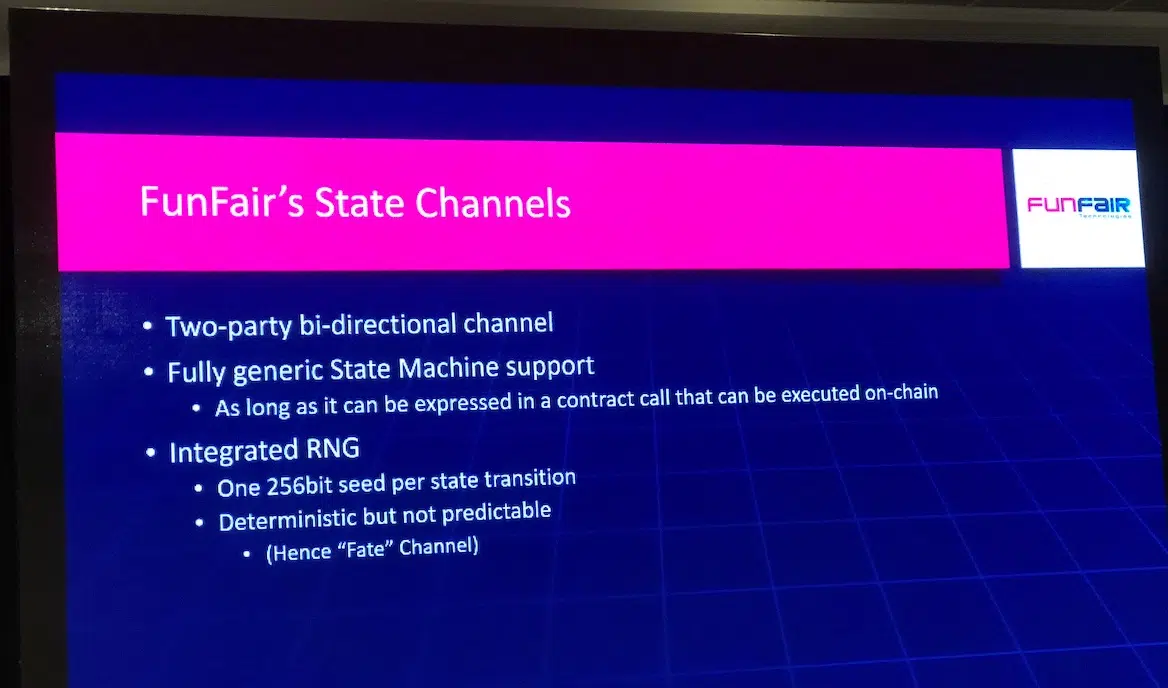 FunFair's State Channels
FUNFAIR
Technologies
• Two-party bi-directional channel
• Fully generic State Machine support
• As long as it can be expressed in a contract call that can be executed on-chain
• Integrated RNG
• One 256bit seed per state transition
• Deterministic but not predictable
• (Hence “Fate” Channel)